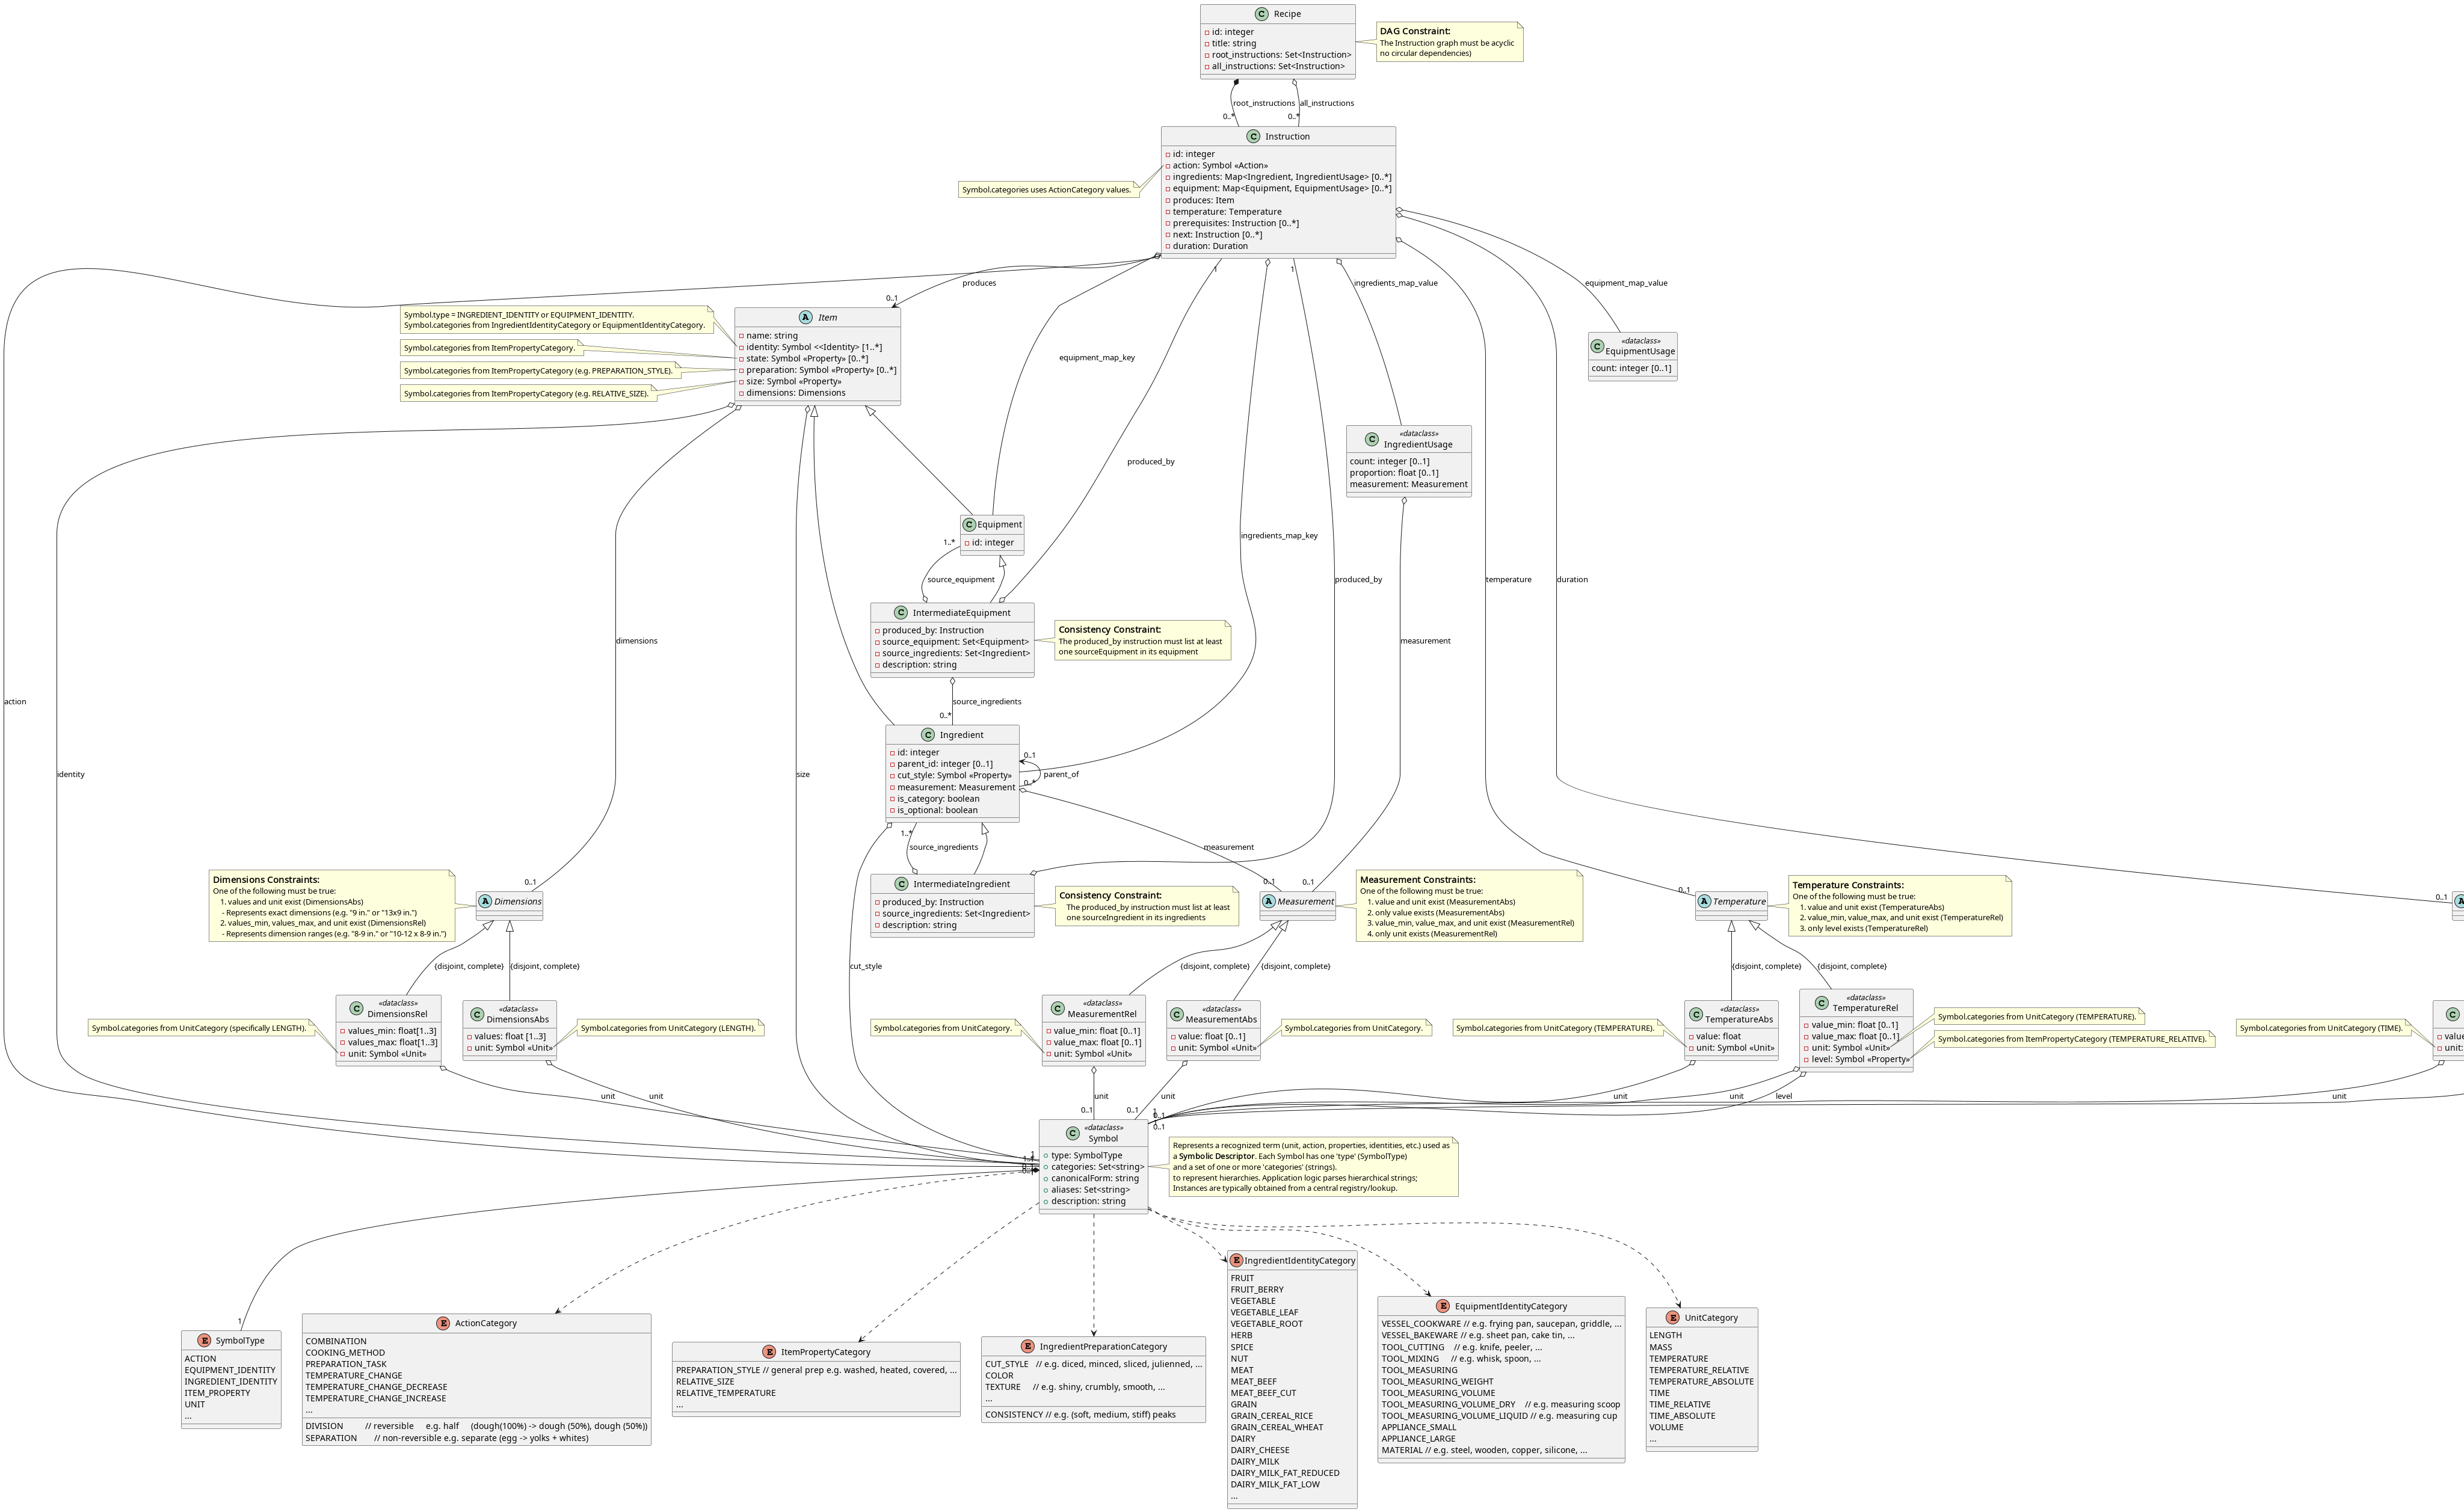 Recipe
id: integer
title: string
root_instructions: Set<Instruction>
all_instructions: Set<Instruction>
DAG Constraint:
The Instruction graph must be acyclic
no circular dependencies)
root_instructions
all_instructions
0..*
0..*
Instruction
id: integer
action: Symbol «Action»
ingredients: Map<Ingredient, IngredientUsage> [0..*]
equipment: Map<Equipment, EquipmentUsage> [0..*]
produces: Item
temperature: Temperature
prerequisites: Instruction [0..*]
next: Instruction [0..*]
duration: Duration
Symbol.categories uses ActionCategory values.
1
1
produces
0..1
ingredients_map_value
equipment_map_value
Symbol.type = INGREDIENT_IDENTITY or EQUIPMENT_IDENTITY.
Symbol.categories from IngredientIdentityCategory or EquipmentIdentityCategory.
Symbol.categories from ItemPropertyCategory.
Symbol.categories from ItemPropertyCategory (e.g. PREPARATION_STYLE).
Symbol.categories from ItemPropertyCategory (e.g. RELATIVE_SIZE).
Item
name: string
identity: Symbol <<Identity> [1..*]
state: Symbol «Property» [0..*]
preparation: Symbol «Property» [0..*]
size: Symbol «Property»
dimensions: Dimensions
equipment_map_key
«dataclass»
EquipmentUsage
count: integer [0..1]
produced_by
«dataclass»
IngredientUsage
count: integer [0..1]
proportion: float [0..1]
measurement: Measurement
Equipment
id: integer
1..*
source_equipment
ingredients_map_key
produced_by
temperature
duration
IntermediateEquipment
produced_by: Instruction
source_equipment: Set<Equipment>
source_ingredients: Set<Ingredient>
description: string
Consistency Constraint:
The produced_by instruction must list at least
one sourceEquipment in its equipment
dimensions
measurement
action
source_ingredients
0..*
Ingredient
id: integer
parent_id: integer [0..1]
cut_style: Symbol «Property»
measurement: Measurement
is_category: boolean
is_optional: boolean
0..1
parent_of
0..*
identity
size
1..*
source_ingredients
measurement
Dimensions Constraints:
One of the following must be true:
1. values and unit exist (DimensionsAbs)
- Represents exact dimensions (e.g. "9 in." or "13x9 in.")
2. values_min, values_max, and unit exist (DimensionsRel)
- Represents dimension ranges (e.g. "8-9 in." or "10-12 x 8-9 in.")
0..1
Dimensions
IntermediateIngredient
produced_by: Instruction
source_ingredients: Set<Ingredient>
description: string
Consistency Constraint:
The produced_by instruction must list at least
one sourceIngredient in its ingredients
0..1
0..1
Measurement
Measurement Constraints:
One of the following must be true:
1. value and unit exist (MeasurementAbs)
2. only value exists (MeasurementAbs)
3. value_min, value_max, and unit exist (MeasurementRel)
4. only unit exists (MeasurementRel)
0..1
Temperature
Temperature Constraints:
One of the following must be true:
1. value and unit exist (TemperatureAbs)
2. value_min, value_max, and unit exist (TemperatureRel)
3. only level exists (TemperatureRel)
0..1
{disjoint, complete}
{disjoint, complete}
cut_style
{disjoint, complete}
{disjoint, complete}
{disjoint, complete}
{disjoint, complete}
Symbol.categories from UnitCategory (specifically LENGTH).
«dataclass»
DimensionsRel
values_min: float[1..3]
values_max: float[1..3]
unit: Symbol «Unit»
«dataclass»
DimensionsAbs
values: float [1..3]
unit: Symbol «Unit»
Symbol.categories from UnitCategory (LENGTH).
Symbol.categories from UnitCategory.
«dataclass»
MeasurementRel
value_min: float [0..1]
value_max: float [0..1]
unit: Symbol «Unit»
«dataclass»
MeasurementAbs
value: float [0..1]
unit: Symbol «Unit»
Symbol.categories from UnitCategory.
Symbol.categories from UnitCategory (TEMPERATURE).
«dataclass»
TemperatureAbs
value: float
unit: Symbol «Unit»
«dataclass»
TemperatureRel
value_min: float [0..1]
value_max: float [0..1]
unit: Symbol «Unit»
level: Symbol «Property»
Symbol.categories from UnitCategory (TEMPERATURE).
Symbol.categories from ItemPropertyCategory (TEMPERATURE_RELATIVE).
Symbol.categories from UnitCategory (TIME).
unit:
unit
unit
unit
unit
unit
unit
level
unit
0..1
0..1
1
0..1
«dataclass»
Symbol
type: SymbolType
categories: Set<string>
canonicalForm: string
aliases: Set<string>
description: string
Represents a recognized term (unit, action, properties, identities, etc.) used as
a Symbolic Descriptor. Each Symbol has one 'type' (SymbolType)
and a set of one or more 'categories' (strings).
to represent hierarchies. Application logic parses hierarchical strings;
Instances are typically obtained from a central registry/lookup.
1
SymbolType
ACTION
EQUIPMENT_IDENTITY
INGREDIENT_IDENTITY
ITEM_PROPERTY
UNIT
...
ActionCategory
COMBINATION
COOKING_METHOD
PREPARATION_TASK
TEMPERATURE_CHANGE
TEMPERATURE_CHANGE_DECREASE
TEMPERATURE_CHANGE_INCREASE
...
DIVISION // reversible e.g. half (dough(100%) -> dough (50%), dough (50%))
SEPARATION // non-reversible e.g. separate (egg -> yolks + whites)
ItemPropertyCategory
PREPARATION_STYLE // general prep e.g. washed, heated, covered, ...
RELATIVE_SIZE
RELATIVE_TEMPERATURE
...
IngredientPreparationCategory
CUT_STYLE // e.g. diced, minced, sliced, julienned, ...
COLOR
TEXTURE // e.g. shiny, crumbly, smooth, ...
...
CONSISTENCY // e.g. (soft, medium, stiff) peaks
IngredientIdentityCategory
FRUIT
FRUIT_BERRY
VEGETABLE
VEGETABLE_LEAF
VEGETABLE_ROOT
HERB
SPICE
NUT
MEAT
MEAT_BEEF
MEAT_BEEF_CUT
GRAIN
GRAIN_CEREAL_RICE
GRAIN_CEREAL_WHEAT
DAIRY
DAIRY_CHEESE
DAIRY_MILK
DAIRY_MILK_FAT_REDUCED
DAIRY_MILK_FAT_LOW
...
EquipmentIdentityCategory
VESSEL_COOKWARE // e.g. frying pan, saucepan, griddle, ...
VESSEL_BAKEWARE // e.g. sheet pan, cake tin, ...
TOOL_CUTTING // e.g. knife, peeler, ...
TOOL_MIXING // e.g. whisk, spoon, ...
TOOL_MEASURING
TOOL_MEASURING_WEIGHT
TOOL_MEASURING_VOLUME
TOOL_MEASURING_VOLUME_DRY // e.g. measuring scoop
TOOL_MEASURING_VOLUME_LIQUID // e.g. measuring cup
APPLIANCE_SMALL
APPLIANCE_LARGE
MATERIAL // e.g. steel, wooden, copper, silicone, ...
UnitCategory
LENGTH
MASS
TEMPERATURE
TEMPERATURE_RELATIVE
TEMPERATURE_ABSOLUTE
TIME
TIME_RELATIVE
TIME_ABSOLUTE
VOLUME
...